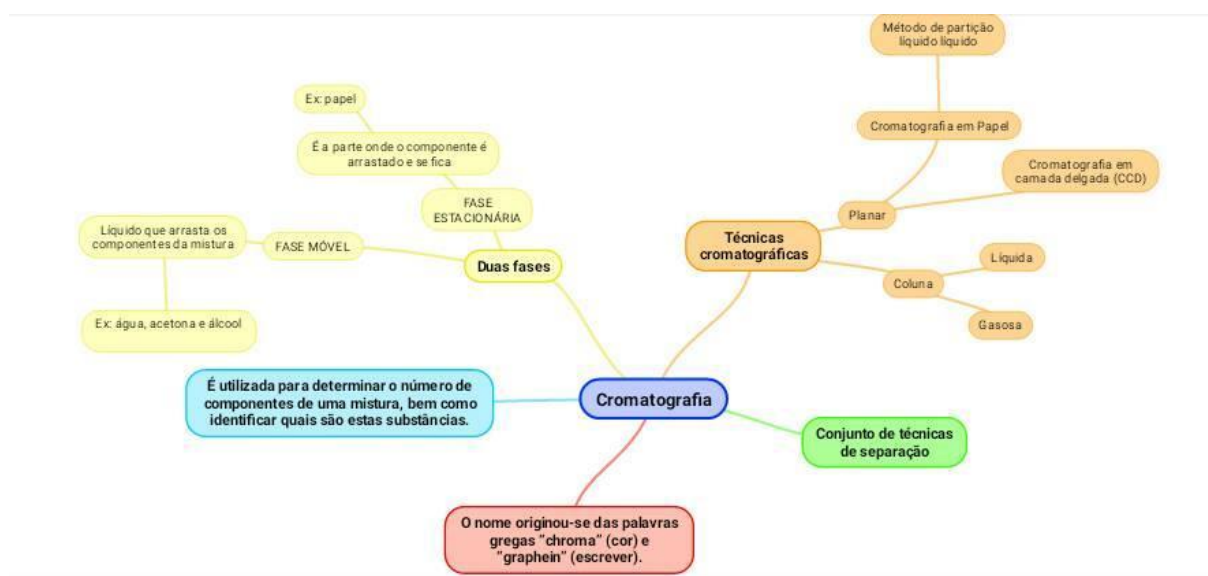 Método de partição
líquido líquido
Ex: papel
Cromatografia em Papel
É a parte onde o componente é
arrastado e se fica
Cromatografia em
camada delgada (CCD)
FASE
ESTACIONÁRIA
Planar
Líquido que arrasta os
componentes da mistura
FASE MÓVEL
Técnicas
cromatográficas
Duas fases
Líquida
Coluna
Ex: água, acetona e álcool
Gasosa
É utilizada para determinar o número de
componentes de uma mistura, bem como
identificar quais são estas substâncias.
Cromatografia
Conjunto de técnicas
de separação
O nome originou-se das palavras
gregas "chroma" (cor) e
"graphein" (escrever).